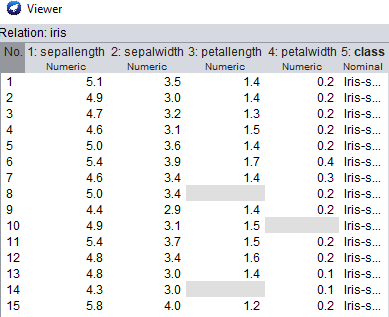 Viewer
Relation: iris
No. 1: sepallength 2: sepalwidth 3: petallength 4: petalwidth 5: class
Numeric Numeric Numeric Numeric Nominal
1 5.1 3.5 1.4 0.2 Iris-s...
2 4.9 3.0 1.4 0.2 Iris-s...
3 4.7 3.2 1.3 0.2 Iris-s...
4 4.6 3.1 1.5 0.2 Iris-s...
5 5.0 3.6 1.4 0.2 Iris-s...
6 5.4 3.9 1.7 0.4 Iris-s...
7 4.6 3.4 1.4 0.3 Iris-s...
8 5.0 3.4 0.2 Iris-s...
9 4.4 2.9 1.4 0.2 Iris-s...
10 4.9 3.1 1.5 Iris-s...
11 5.4 3.7 1.5 0.2 Iris-s...
12 4.8 3.4 1.6 0.2 Iris-s...
13 4.8 3.0 1.4 0.1 Iris-s...
14 4.3 3.0 0.1 Iris-s...
15 5.8 4.0 1.2 0.2 Iris-s...